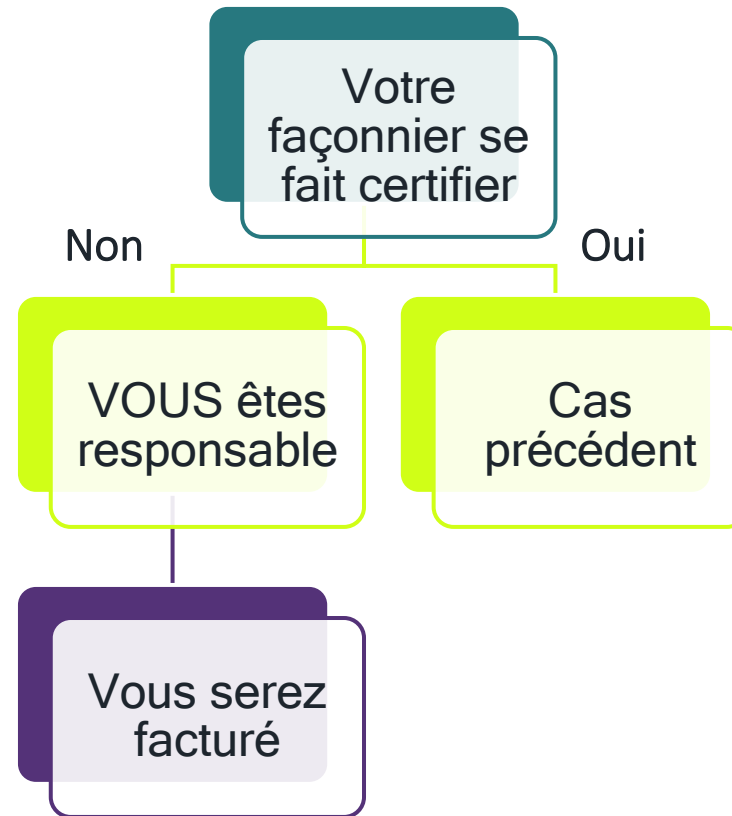 Votre
façonnier se
fait certifier
Non
Oui
VOUS êtes
responsable
Cas
précédent
Vous serez
facturé